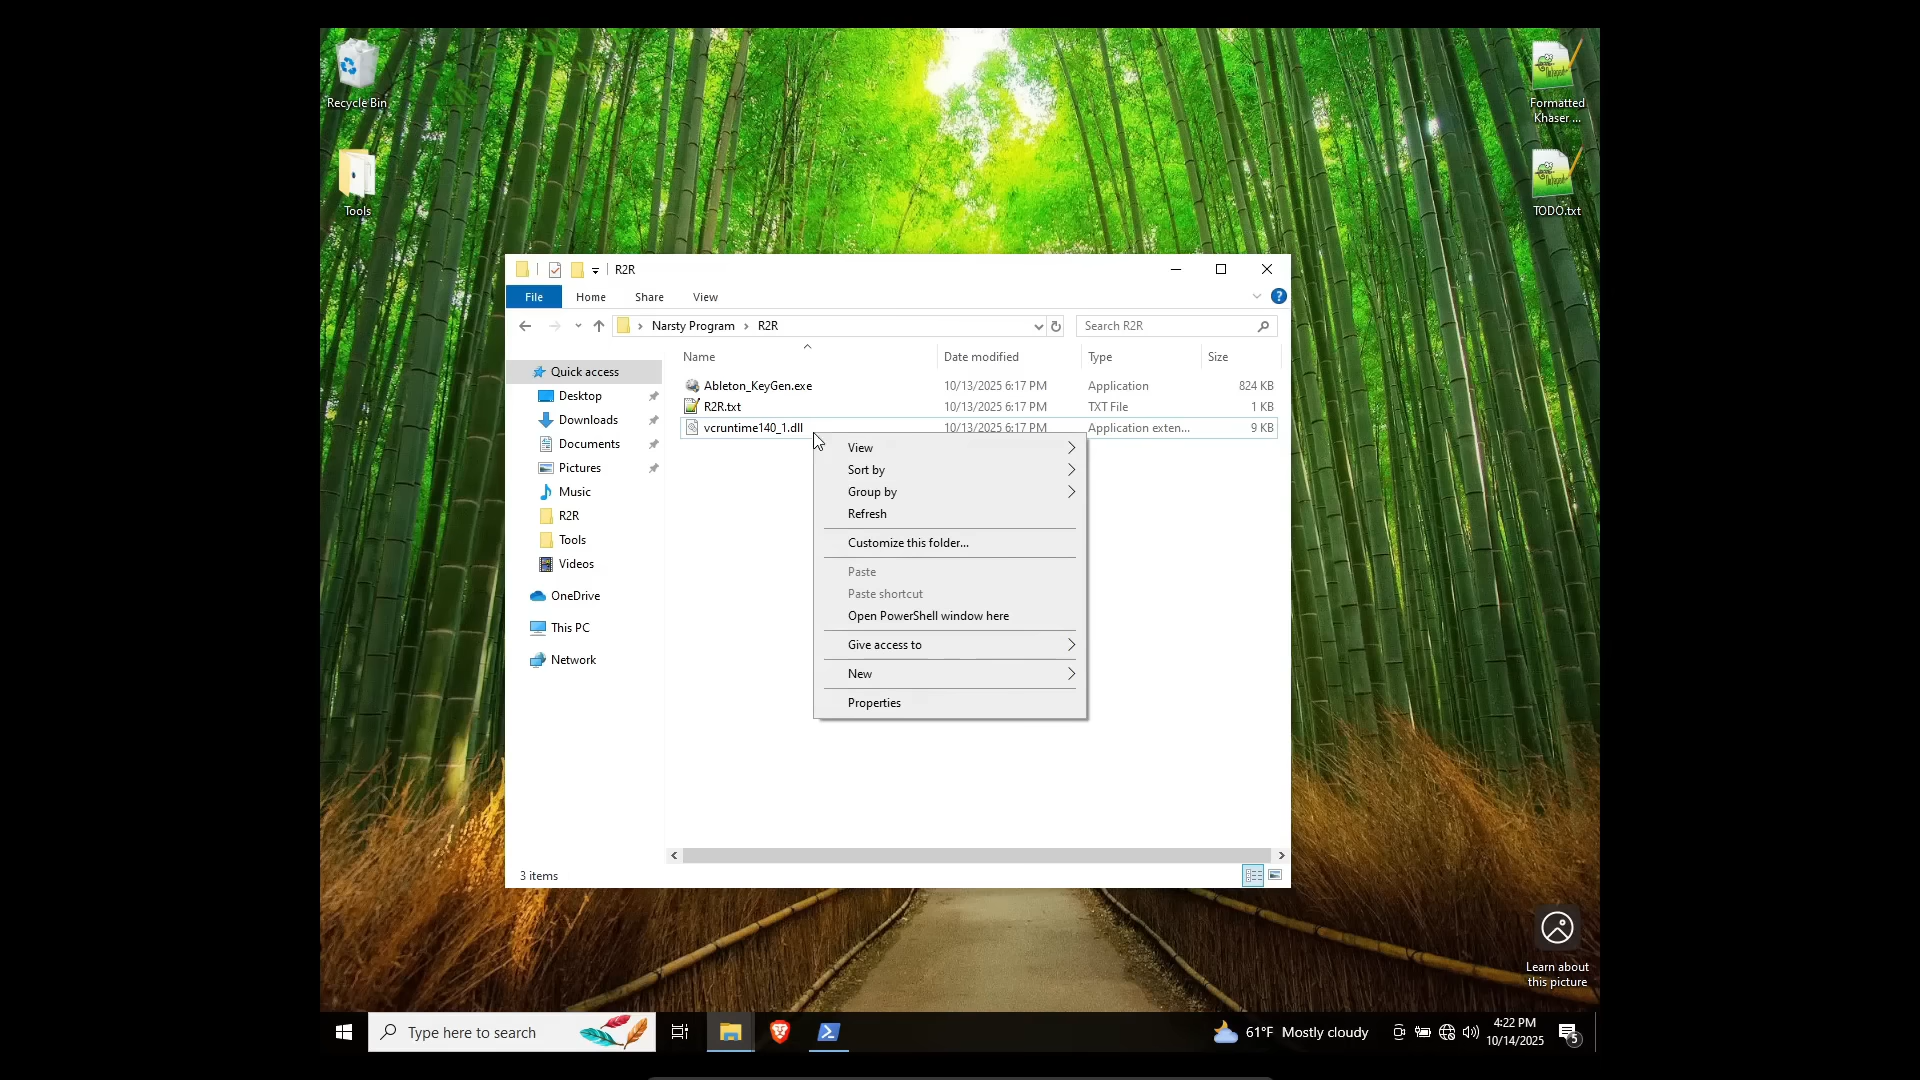 Recycle Bin
Tools
Formatted
Khaser ...
TODO.txt
R2R
File
Home
Share
View
?
Narsty Program
R2R
Search R2R
Name
Date modified
Type
Size
Ableton_KeyGen.exe
10/13/2025 6:17 PM
Application
824 KB
R2R.txt
10/13/2025 6:17 PM
TXT File
1 KB
vcruntime140_1.dll
10/13/2025 6:17 PM
Application exten...
9 KB
Quick access
Desktop
Downloads
Documents
Pictures
Music
R2R
Tools
Videos
OneDrive
This PC
Network
View
Sort by
Group by
Refresh
Customize this folder...
Paste
Paste shortcut
Open PowerShell window here
Give access to
New
Properties
3 items
Learn about
this picture
Type here to search
61°F Mostly cloudy
4:22 PM
10/14/2025
5